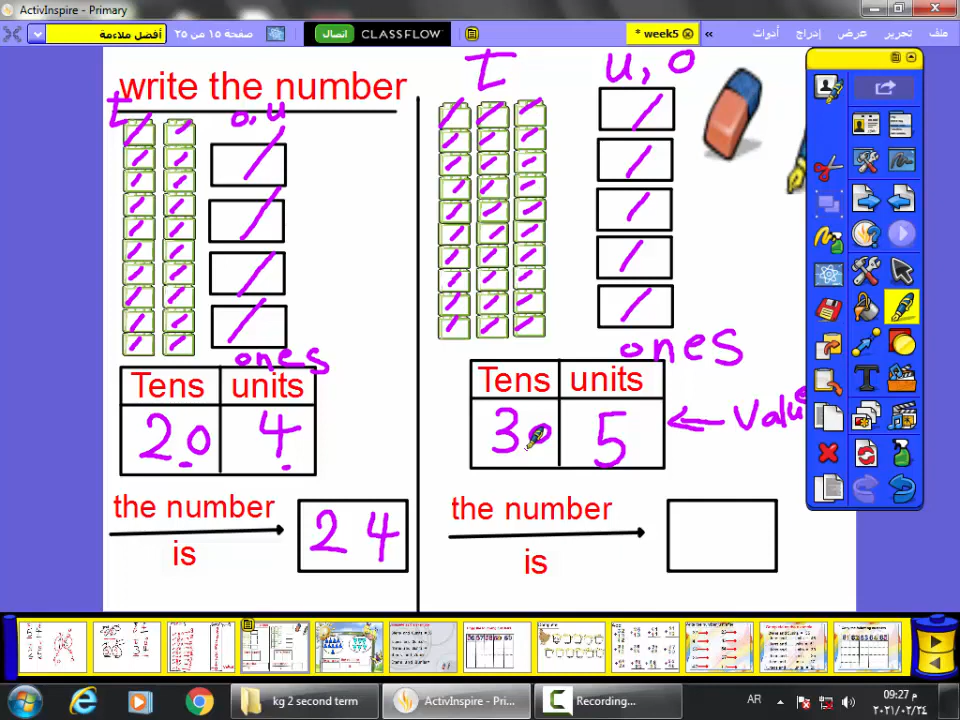 ActivInspire - Primary
ملف
تحرير
عرض
إدراج
أدوات
»
week5 *
CLASSFLOW
اتصال
صفحة ١٥ من ٢٥
أفضل ملاءمة
write the number
t
o, u
ones
Tens units
20 4
the number
is
24
t
u, o
ones
Tens units
30 5
← Value
the number
is
kg 2 second term
ActivInspire - Pri...
Recording...
AR
09:27 م
٢٠٢١/٠٢/٢٤